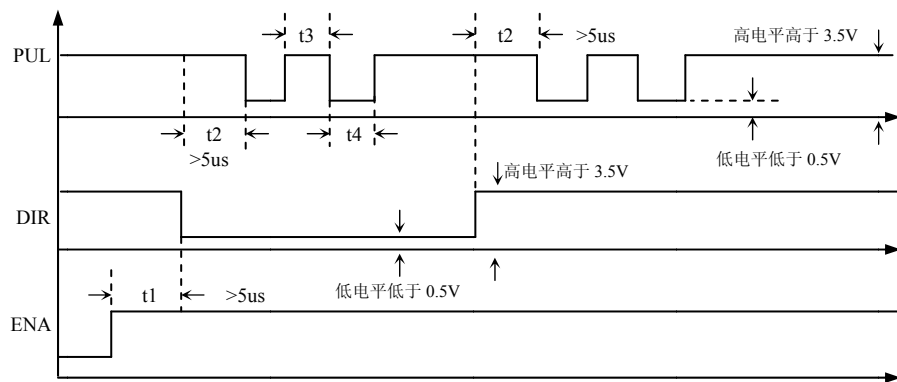 t3
t2
>5us
高电平高于 3.5V
PUL
t2
t4
>5us
低电平低于 0.5V
高电平高于 3.5V
DIR
低电平低于 0.5V
t1
>5us
ENA